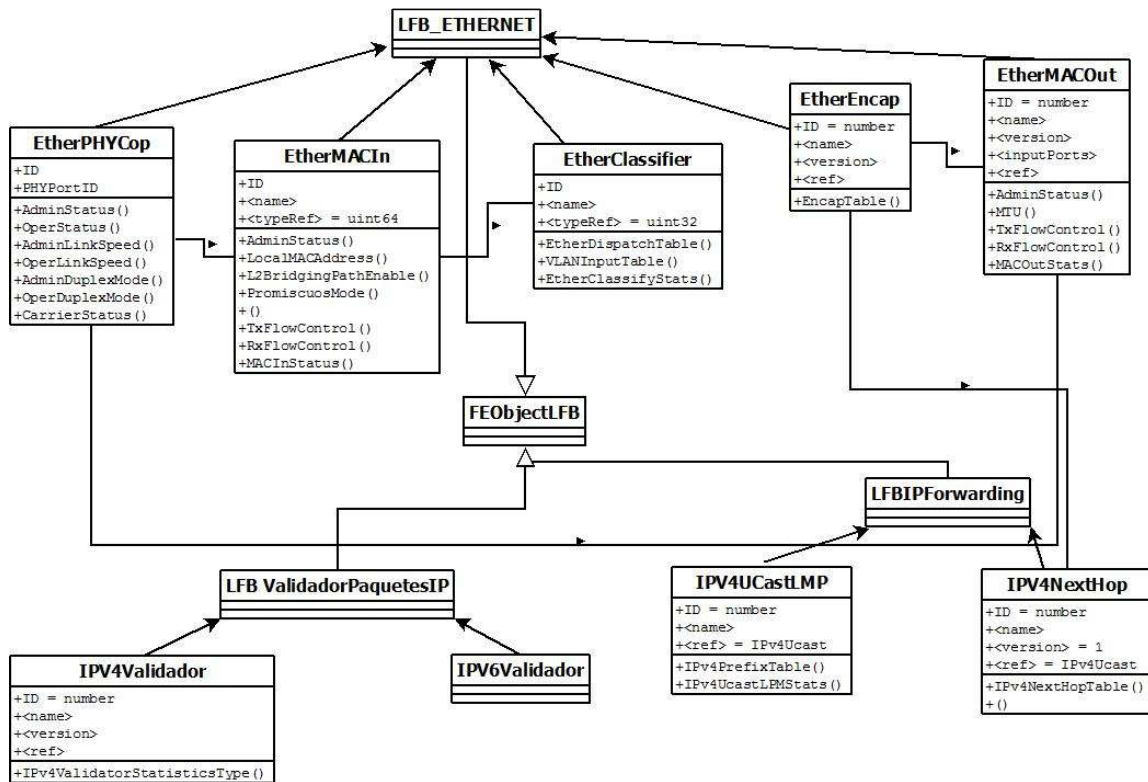 LFB_ETHERNET
EtherPHYCop
+ID
+PHYPortID
+AdminStatus()
+OperStatus()
+AdminLinkSpeed()
+OperLinkSpeed()
+AdminDuplexMode()
+OperDuplexMode()
+CarrierStatus()
EtherMACIn
+ID
+<name>
+<typeRef> = uint64
+AdminStatus()
+LocalMACAddress()
+L2BridgingPathEnable()
+PromiscuosMode()
+()
+TxFlowControl()
+RxFlowControl()
+MACInStatus()
EtherClassifier
+ID
+<name>
+<typeRef> = uint32
+EtherDispatchTable()
+VLANInputTable()
+EtherClassifyStats()
EtherEncap
+ID = number
+<name>
+<version>
+<ref>
+EncapTable()
EtherMACOut
+ID = number
+<name>
+<version>
+<inputPorts>
+<ref>
+AdminStatus()
+MTU()
+TxFlowControl()
+RxFlowControl()
+MACOutStats()
FEObjectLFB
LFBIPForwarding
LFB ValidadorPaquetesIP
IPV4UCastLMP
+ID = number
+<name>
+<ref> = IPv4Ucast
+IPv4PrefixTable()
+IPv4UcastLPMStats()
IPV4NextHop
+ID = number
+<name>
+<version> = 1
+<ref> = IPv4Ucast
+IPv4NextHopTable()
+()
IPV4Validador
+ID = number
+<name>
+<version>
+<ref>
+IPv4ValidatorStatisticsType()
IPV6Validador